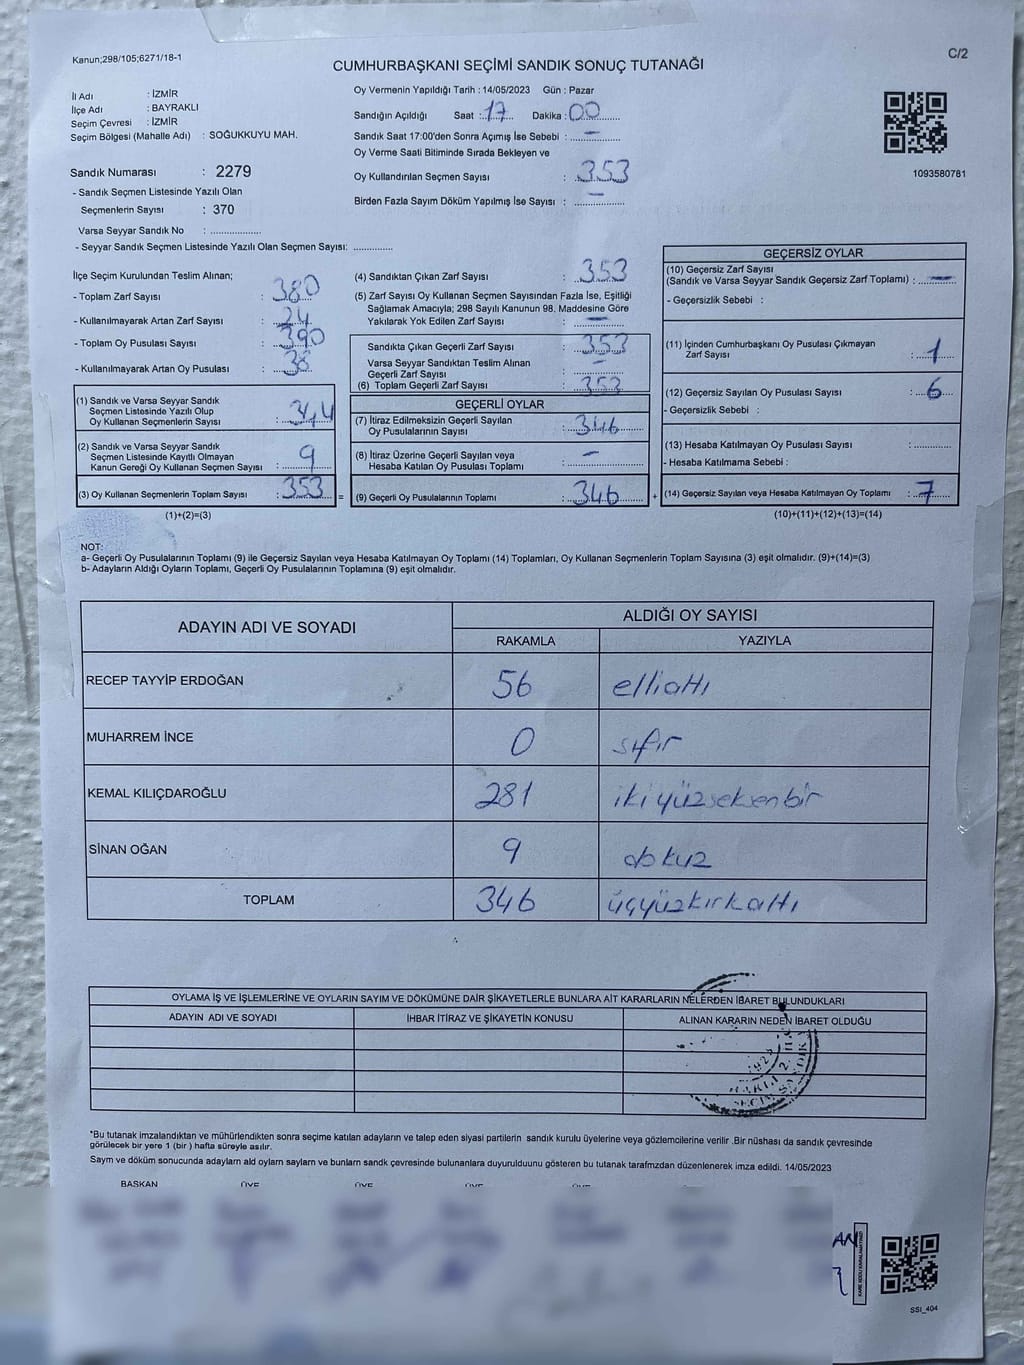 Kanun;298/105;6271/18-1
C/2
CUMHURBAŞKANI SEÇİMİ SANDIK SONUÇ TUTANAĞI
İl Adı : İZMİR
İlçe Adı : BAYRAKLI
Seçim Çevresi : İZMİR
Seçim Bölgesi (Mahalle Adı) : SOĞUKKUYU MAH.
Oy Vermenin Yapıldığı Tarih : 14/05/2023 Gün : Pazar
Sandığın Açıldığı Saat :17 Dakika :00
Sandık Saat 17:00'den Sonra Açımış İse Sebebi : –
Oy Verme Saati Bitiminde Sırada Bekleyen ve
Oy Kullandırılan Seçmen Sayısı : 353
Birden Fazla Sayım Döküm Yapılmış İse Sayısı : –
1093580781
Sandık Numarası : 2279
- Sandık Seçmen Listesinde Yazılı Olan
Seçmenlerin Sayısı : 370
Varsa Seyyar Sandık No : ...................
- Seyyar Sandık Seçmen Listesinde Yazılı Olan Seçmen Sayısı: ..............
İlçe Seçim Kurulundan Teslim Alınan;
- Toplam Zarf Sayısı : 380
- Kullanılmayarak Artan Zarf Sayısı : 24
- Toplam Oy Pusulası Sayısı : 390
- Kullanılmayarak Artan Oy Pusulası : 38
(1) Sandık ve Varsa Seyyar Sandık
Seçmen Listesinde Yazılı Olup
Oy Kullanan Seçmenlerin Sayısı : 344
(2) Sandık ve Varsa Seyyar Sandık
Seçmen Listesinde Kayıtlı Olmayan
Kanun Gereği Oy Kullanan Seçmen Sayısı : 9
(3) Oy Kullanan Seçmenlerin Toplam Sayısı : 353 =
(1)+(2)=(3)
(4) Sandıktan Çıkan Zarf Sayısı : 353
(5) Zarf Sayısı Oy Kullanan Seçmen Sayısından Fazla İse, Eşitliği
Sağlamak Amacıyla; 298 Sayılı Kanunun 98. Maddesine Göre
Yakılarak Yok Edilen Zarf Sayısı : –
Sandıkta Çıkan Geçerli Zarf Sayısı : 353
Varsa Seyyar Sandıktan Teslim Alınan
Geçerli Zarf Sayısı : –
(6) Toplam Geçerli Zarf Sayısı : 353
GEÇERLİ OYLAR
(7) İtiraz Edilmeksizin Geçerli Sayılan
Oy Pusulalarının Sayısı : 346
(8) İtiraz Üzerine Geçerli Sayılan veya
Hesaba Katılan Oy Pusulası Toplamı : –
(9) Geçerli Oy Pusulalarının Toplamı : 346 +
GEÇERSİZ OYLAR
(10) Geçersiz Zarf Sayısı
(Sandık ve Varsa Seyyar Sandık Geçersiz Zarf Toplamı) : –
- Geçersizlik Sebebi :
(11) İçinden Cumhurbaşkanı Oy Pusulası Çıkmayan
Zarf Sayısı : 1
(12) Geçersiz Sayılan Oy Pusulası Sayısı : 6
- Geçersizlik Sebebi :
(13) Hesaba Katılmayan Oy Pusulası Sayısı : ..............
- Hesaba Katılmama Sebebi :
(14) Geçersiz Sayılan veya Hesaba Katılmayan Oy Toplamı : 7
(10)+(11)+(12)+(13)=(14)
NOT:
a- Geçerli Oy Pusulalarının Toplamı (9) ile Geçersiz Sayılan veya Hesaba Katılmayan Oy Toplamı (14) Toplamları, Oy Kullanan Seçmenlerin Toplam Sayısına (3) eşit olmalıdır. (9)+(14)=(3)
b- Adayların Aldığı Oyların Toplamı, Geçerli Oy Pusulalarının Toplamına (9) eşit olmalıdır.
ADAYIN ADI VE SOYADI
ALDIĞI OY SAYISI
RAKAMLA YAZIYLA
RECEP TAYYİP ERDOĞAN 56 ellialtı
MUHARREM İNCE 0 sıfır
KEMAL KILIÇDAROĞLU 281 ikiyüzseksenbir
SİNAN OĞAN 9 dokuz
TOPLAM 346 üçyüzkırkaltı
OYLAMA İŞ VE İŞLEMLERİNE VE OYLARIN SAYIM VE DÖKÜMÜNE DAİR ŞİKAYETLERLE BUNLARA AİT KARARLARIN NELERDEN İBARET BULUNDUKLARI
ADAYIN ADI VE SOYADI İHBAR İTİRAZ VE ŞİKAYETİN KONUSU ALINAN KARARIN NEDEN İBARET OLDUĞU
*Bu tutanak imzalandıktan ve mühürlendikten sonra seçime katılan adayların ve talep eden siyasi partilerin sandık kurulu üyelerine veya gözlemcilerine verilir .Bir nüshası da sandık çevresinde
görülecek bir yere 1 (bir ) hafta süreyle asılır.
Saym ve döküm sonucunda adaylarn ald oylarn saylarn ve bunlarn sandk çevresinde bulunanlara duyurulduunu gösteren bu tutanak tarafmzdan düzenlenerek imza edildi. 14/05/2023
BAŞKAN ÜYE ÜYE ÜYE
SSI_404